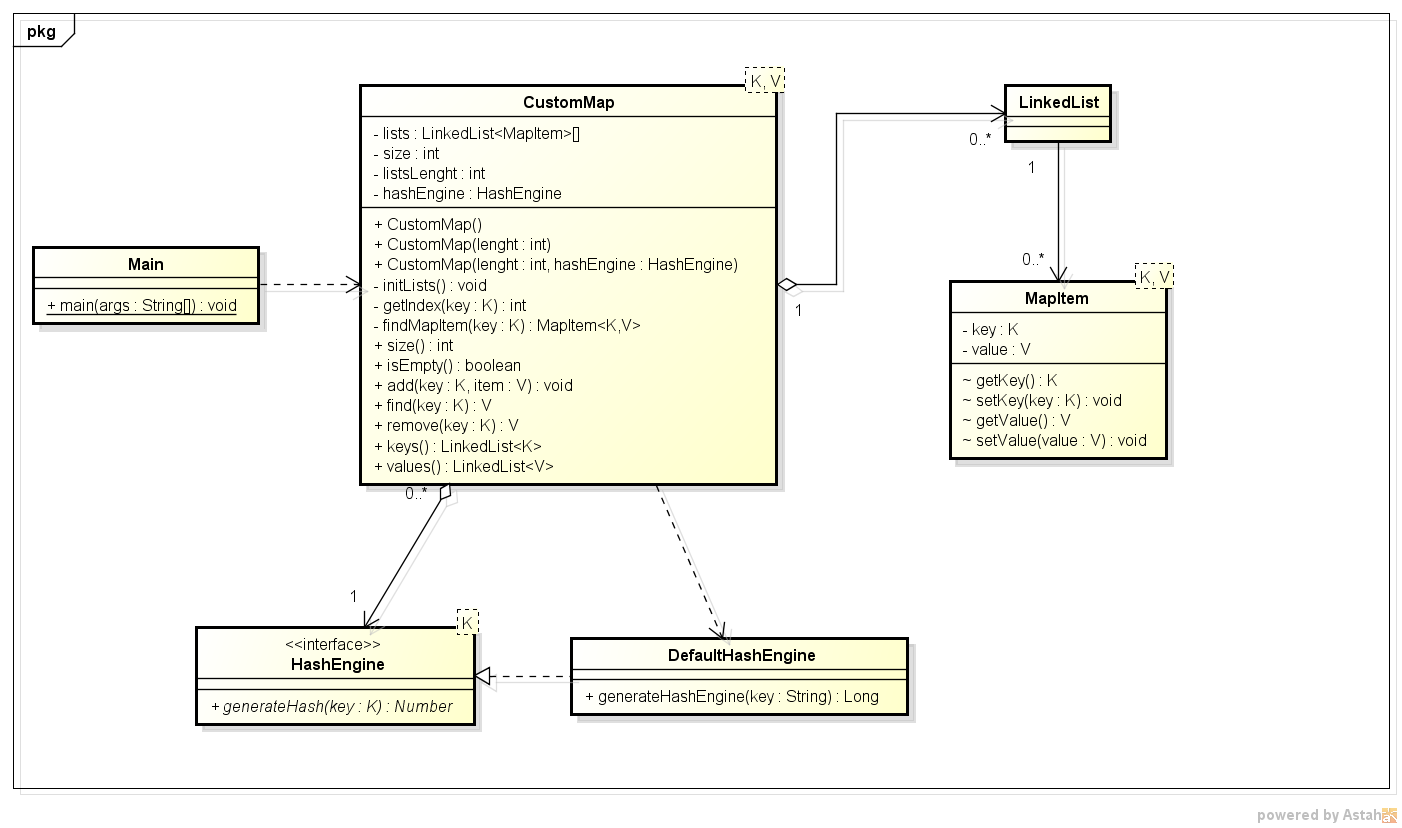 pkg
K, V
CustomMap
- lists : LinkedList<MapItem>[]
- size : int
- listsLenght : int
- hashEngine : HashEngine
+ CustomMap()
+ CustomMap(lenght : int)
+ CustomMap(lenght : int, hashEngine : HashEngine)
- initLists() : void
- getIndex(key : K) : int
- findMapItem(key : K) : MapItem<K,V>
+ size() : int
+ isEmpty() : boolean
+ add(key : K, item : V) : void
+ find(key : K) : V
+ remove(key : K) : V
+ keys() : LinkedList<K>
+ values() : LinkedList<V>
LinkedList
0..*
1
1
0..*
K, V
MapItem
- key : K
- value : V
~ getKey() : K
~ setKey(key : K) : void
~ getValue() : V
~ setValue(value : V) : void
Main
+ main(args : String[]) : void
0..*
1
K
<<interface>>
HashEngine
+ generateHash(key : K) : Number
DefaultHashEngine
+ generateHashEngine(key : String) : Long
powered by Astah